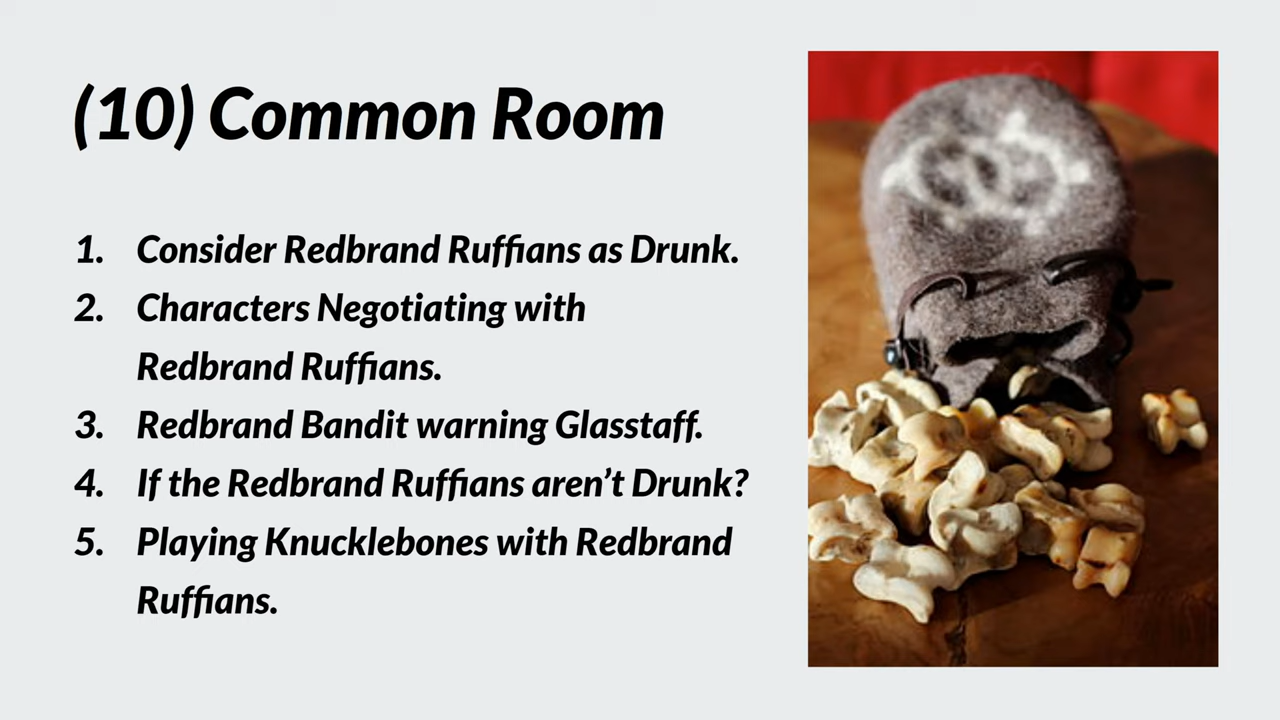 (10) Common Room
1. Consider Redbrand Ruffians as Drunk.
2. Characters Negotiating with
Redbrand Ruffians.
3. Redbrand Bandit warning Glasstaff.
4. If the Redbrand Ruffians aren’t Drunk?
5. Playing Knucklebones with Redbrand
Ruffians.